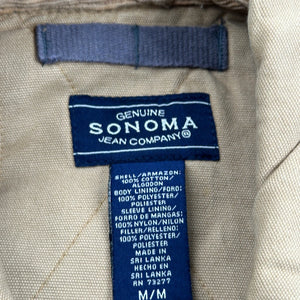 GENUINE
SONOMA
JEAN COMPANY®
SHELL/ARMAZON:
100% COTTON/
ALGODON
BODY LINING/FORO:
100% POLYESTER/
POLIESTER
SLEEVE LINING/
FORRO DE MANGAS:
100% NYLON/NYLON
FILLER/RELLENO:
100% POLYESTER/
POLIESTER
MADE IN
SRI LANKA
HECHO EN
SRI LANKA
RN 73277
M/M